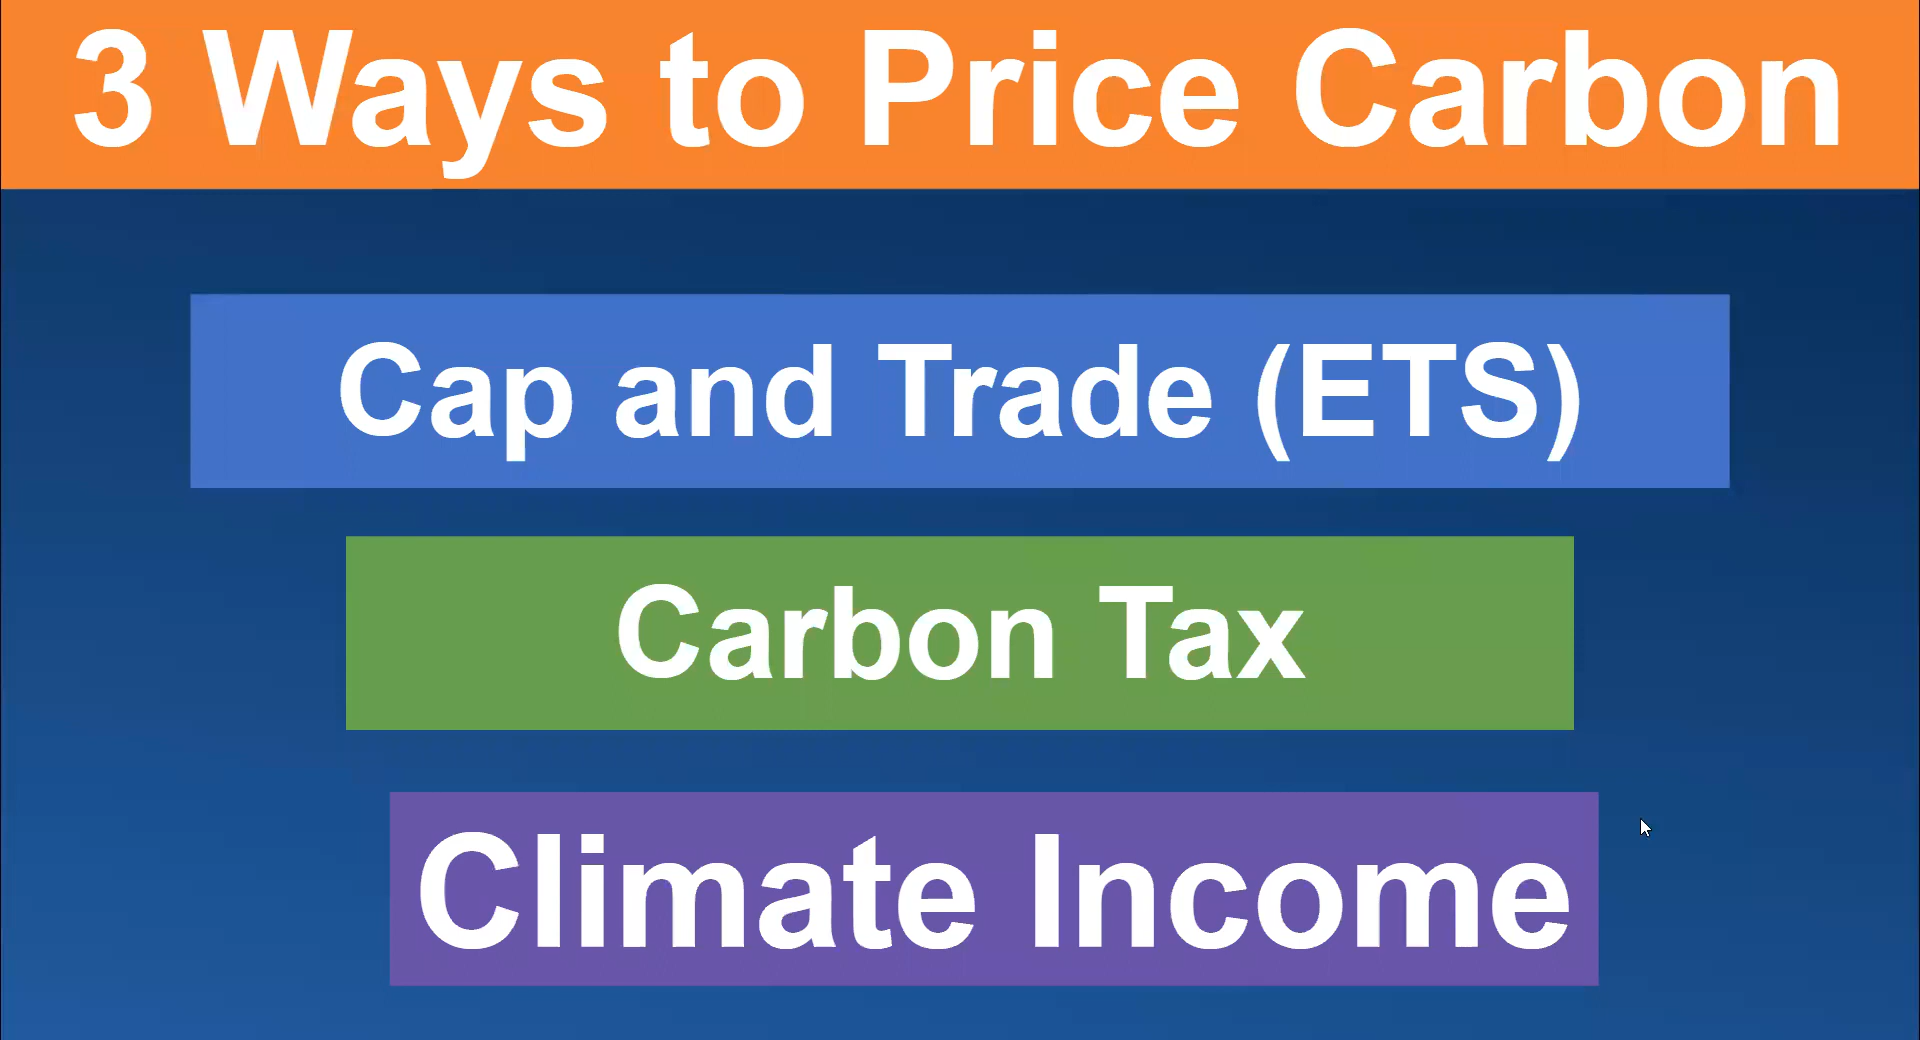 3 Ways to Price Carbon
Cap and Trade (ETS)
Carbon Tax
Climate Income